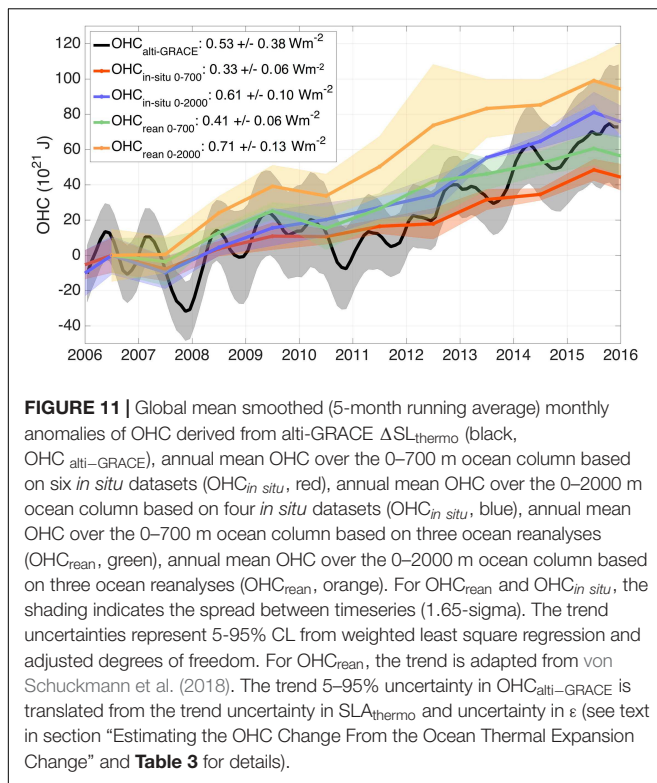 OHC alti-GRACE: 0.53 +/- 0.38 Wm-2
OHC in-situ 0-700: 0.33 +/- 0.06 Wm-2
OHC in-situ 0-2000: 0.61 +/- 0.10 Wm-2
OHC rean 0-700: 0.41 +/- 0.06 Wm-2
OHC rean 0-2000: 0.71 +/- 0.13 Wm-2
OHC (10^21 J)
120
100
80
60
40
20
0
-20
-40
2006 2007 2008 2009 2010 2011 2012 2013 2014 2015 2016
FIGURE 11 | Global mean smoothed (5-month running average) monthly
anomalies of OHC derived from alti-GRACE ΔSLthermo (black,
OHC alti−GRACE), annual mean OHC over the 0–700 m ocean column based
on six in situ datasets (OHCin situ, red), annual mean OHC over the 0–2000 m
ocean column based on four in situ datasets (OHCin situ, blue), annual mean
OHC over the 0–700 m ocean column based on three ocean reanalyses
(OHCrean, green), annual mean OHC over the 0–2000 m ocean column based
on three ocean reanalyses (OHCrean, orange). For OHCrean and OHCin situ, the
shading indicates the spread between timeseries (1.65-sigma). The trend
uncertainties represent 5-95% CL from weighted least square regression and
adjusted degrees of freedom. For OHCrean, the trend is adapted from von
Schuckmann et al. (2018). The trend 5–95% uncertainty in OHCalti−GRACE is
translated from the trend uncertainty in SLAthermo and uncertainty in ε (see text
in section “Estimating the OHC Change From the Ocean Thermal Expansion
Change” and Table 3 for details).